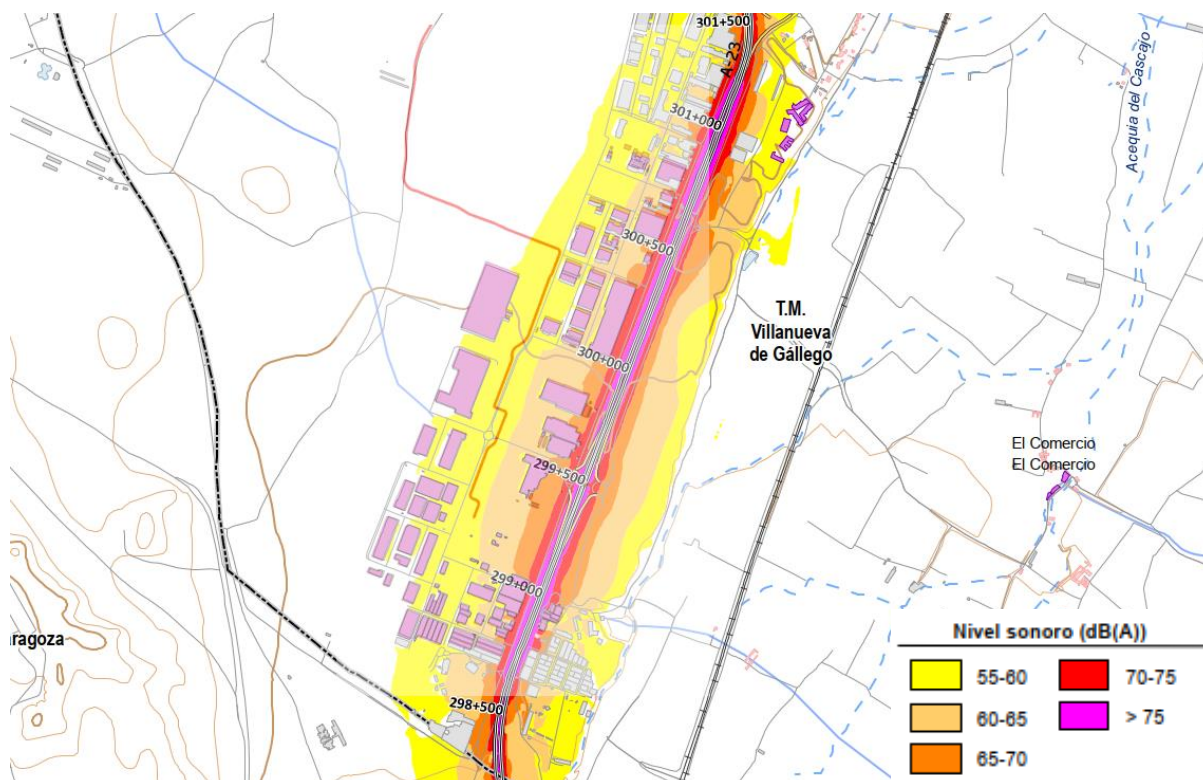 301+500
A-23
301+000
Acequia del Cascajo
300+500
T.M.
Villanueva
de Gállego
300+000
El Comercio
El Comercio
299+500
299+000
ragoza
298+500
Nivel sonoro (dB(A))
55-60
70-75
60-65
> 75
65-70